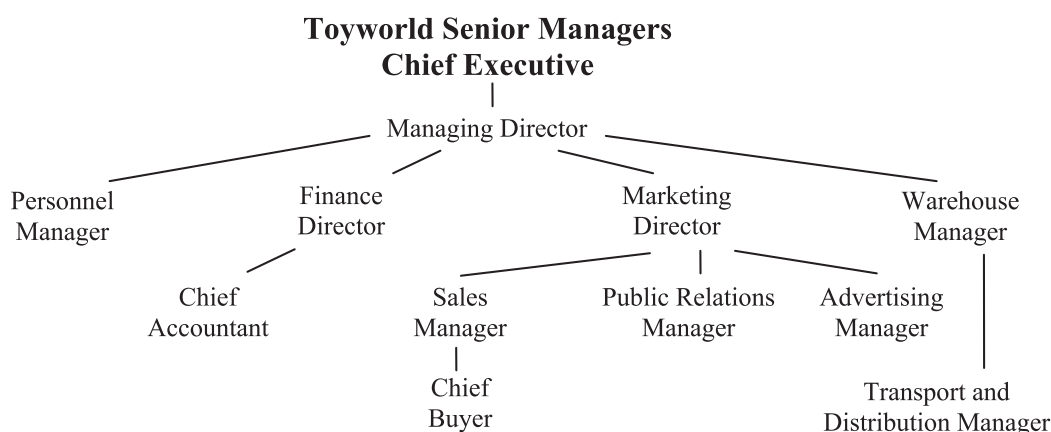 Toyworld Senior Managers
Chief Executive
Managing Director
Personnel
Manager
Finance
Director
Marketing
Director
Warehouse
Manager
Chief
Accountant
Sales
Manager
Public Relations
Manager
Advertising
Manager
Chief
Buyer
Transport and
Distribution Manager